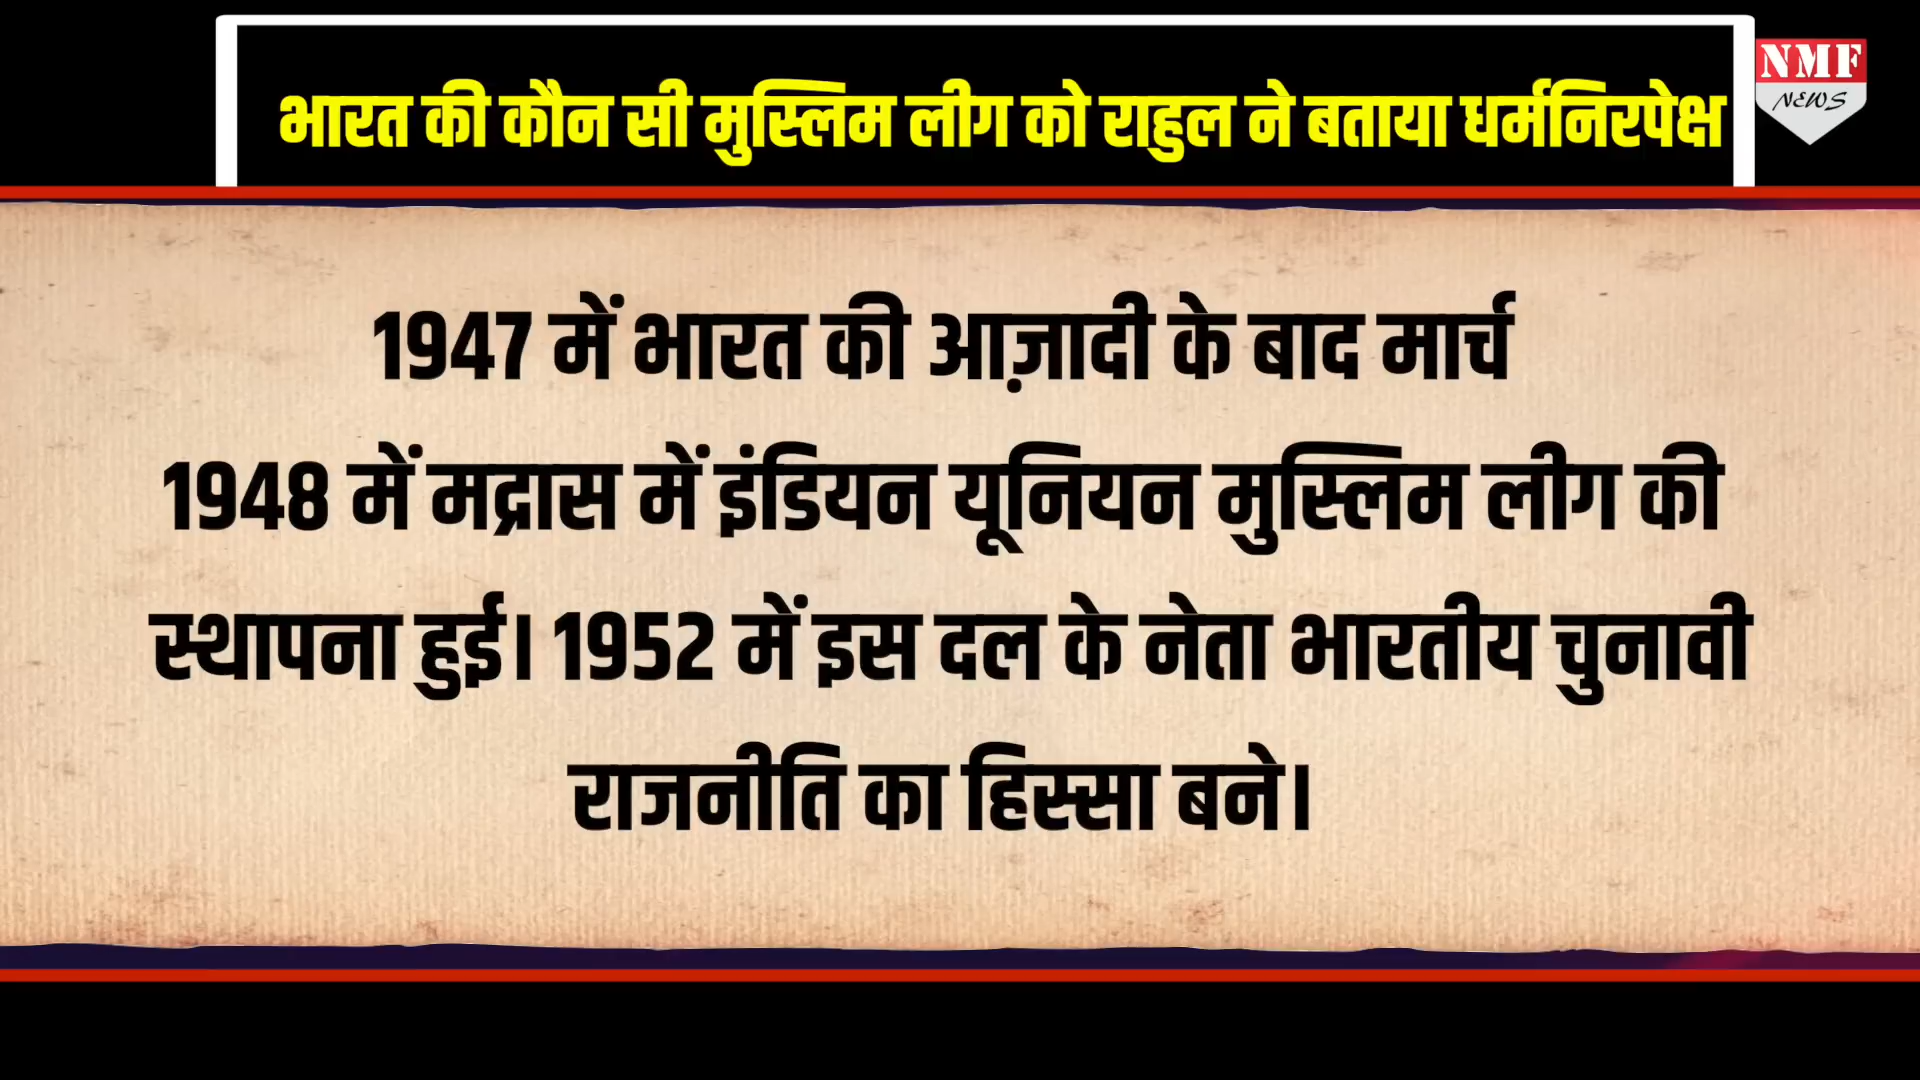 भारत की कौन सी मुस्लिम लीग को राहुल ने बताया धर्मनिरपेक्ष
NMF
NEWS
1947 में भारत की आज़ादी के बाद मार्च
1948 में मद्रास में इंडियन यूनियन मुस्लिम लीग की
स्थापना हुई। 1952 में इस दल के नेता भारतीय चुनावी
राजनीति का हिस्सा बने।